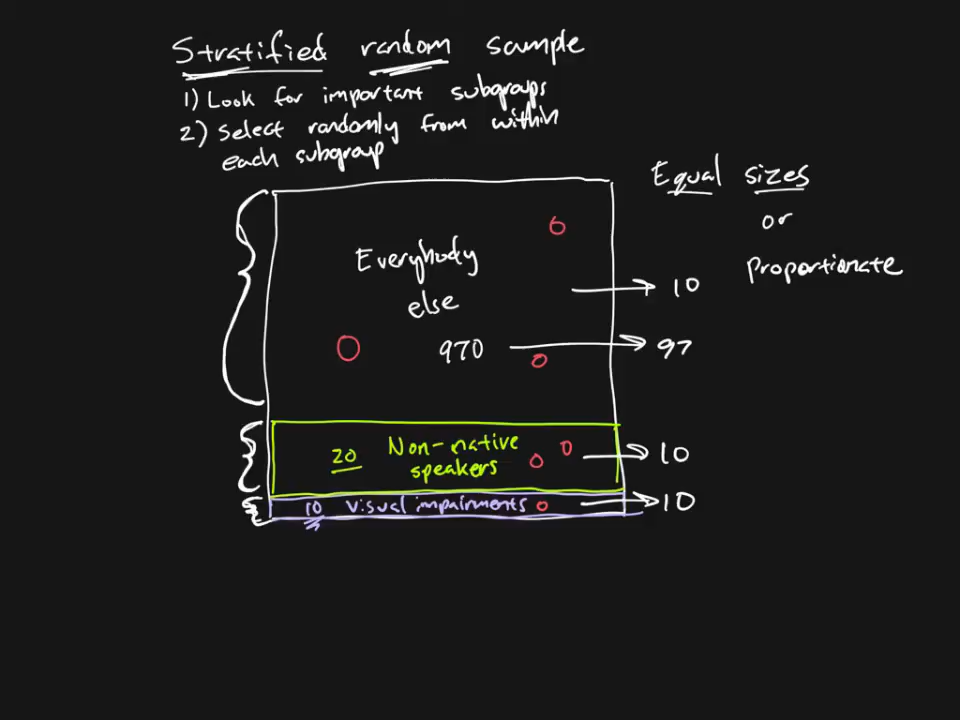 Stratified random sample
1) Look for important subgroups
2) Select randomly from within
each subgroup
Equal sizes
or
Proportionate
Everybody
else
10
970
97
20 Non-native
speakers
10
10 Visual impairments
10